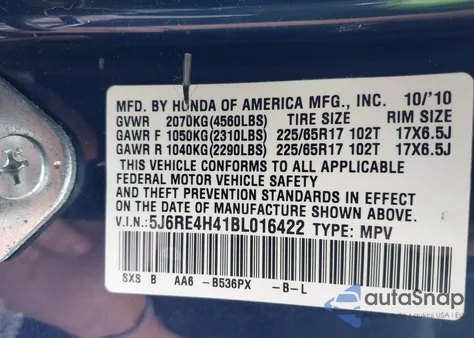 MFD. BY HONDA OF AMERICA MFG., INC. 10/'10
GVWR 2070KG(4560LBS) TIRE SIZE RIM SIZE
GAWR F 1050KG(2310LBS) 225/65R17 102T 17X6.5J
GAWR R 1040KG(2290LBS) 225/65R17 102T 17X6.5J
THIS VEHICLE CONFORMS TO ALL APPLICABLE
FEDERAL MOTOR VEHICLE SAFETY
AND THEFT PREVENTION STANDARDS IN EFFECT
ON THE DATE OF MANUFACTURE SHOWN ABOVE.
V.I.N.:5J6RE4H41BL016422 TYPE: MPV
SXS B AA6 -B536PX -B-L
autoSnap